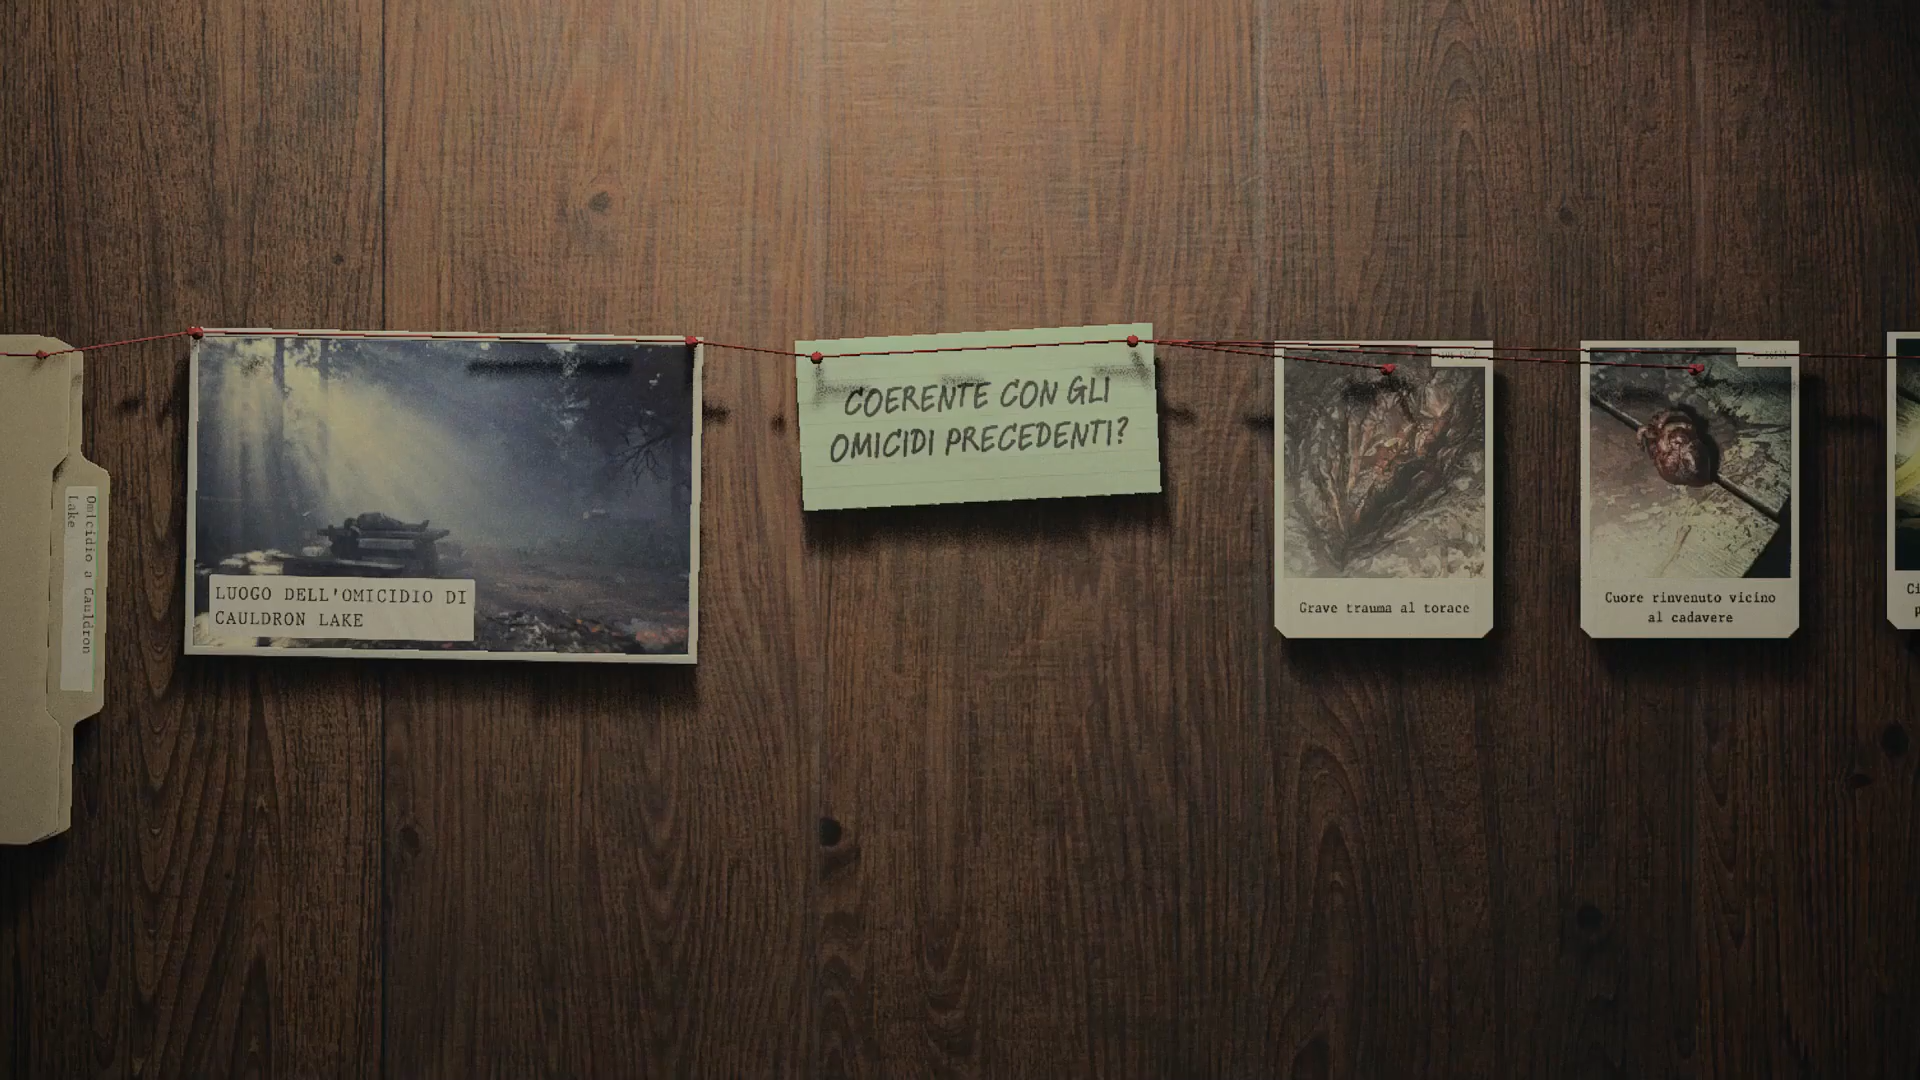 Omicidio a Cauldron
Lake
LUOGO DELL'OMICIDIO DI
CAULDRON LAKE
COERENTE CON GLI
OMICIDI PRECEDENTI?
Grave trauma al torace
Cuore rinvenuto vicino
al cadavere